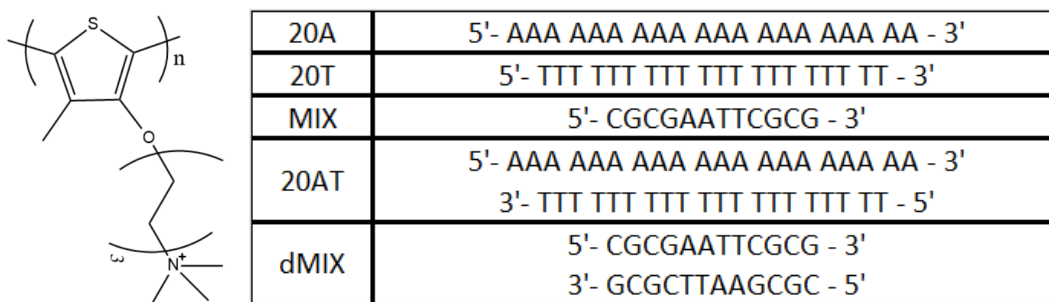 S
n
O
3
N+
20A 5'- AAA AAA AAA AAA AAA AAA AA - 3'
20T 5'- TTT TTT TTT TTT TTT TTT TT - 3'
MIX 5'- CGCGAATTCGCG - 3'
20AT
5'- AAA AAA AAA AAA AAA AAA AA - 3'
3'- TTT TTT TTT TTT TTT TTT TT - 5'
dMIX
5'- CGCGAATTCGCG - 3'
3'- GCGCTTAAGCGC - 5'